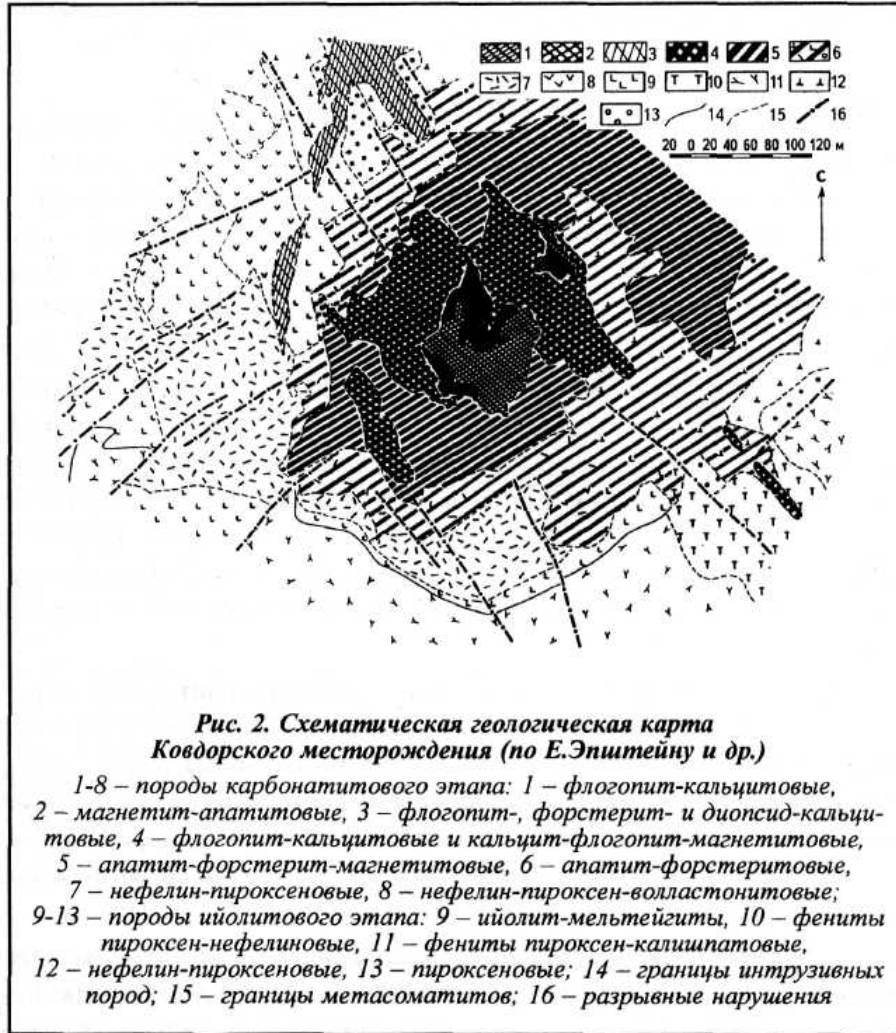 1 2 3 4 5 6
7 8 9 10 11 12
13 14 15 16
20 0 20 40 60 80 100 120 м
С
Рис. 2. Схематическая геологическая карта
Ковдорского месторождения (по Е.Эпштейну и др.)
1-8 – породы карбонатитового этапа: 1 – флогопит-кальцитовые,
2 – магнетит-апатитовые, 3 – флогопит-, форстерит- и диопсид-кальци-
товые, 4 – флогопит-кальцитовые и кальцит-флогопит-магнетитовые,
5 – апатит-форстерит-магнетитовые, 6 – апатит-форстеритовые,
7 – нефелин-пироксеновые, 8 – нефелин-пироксен-волластонитовые;
9-13 – породы ийолитового этапа: 9 – ийолит-мельтейгиты, 10 – фениты
пироксен-нефелиновые, 11 – фениты пироксен-калишпатовые,
12 – нефелин-пироксеновые, 13 – пироксеновые; 14 – границы интрузивных
пород; 15 – границы метасоматитов; 16 – разрывные нарушения